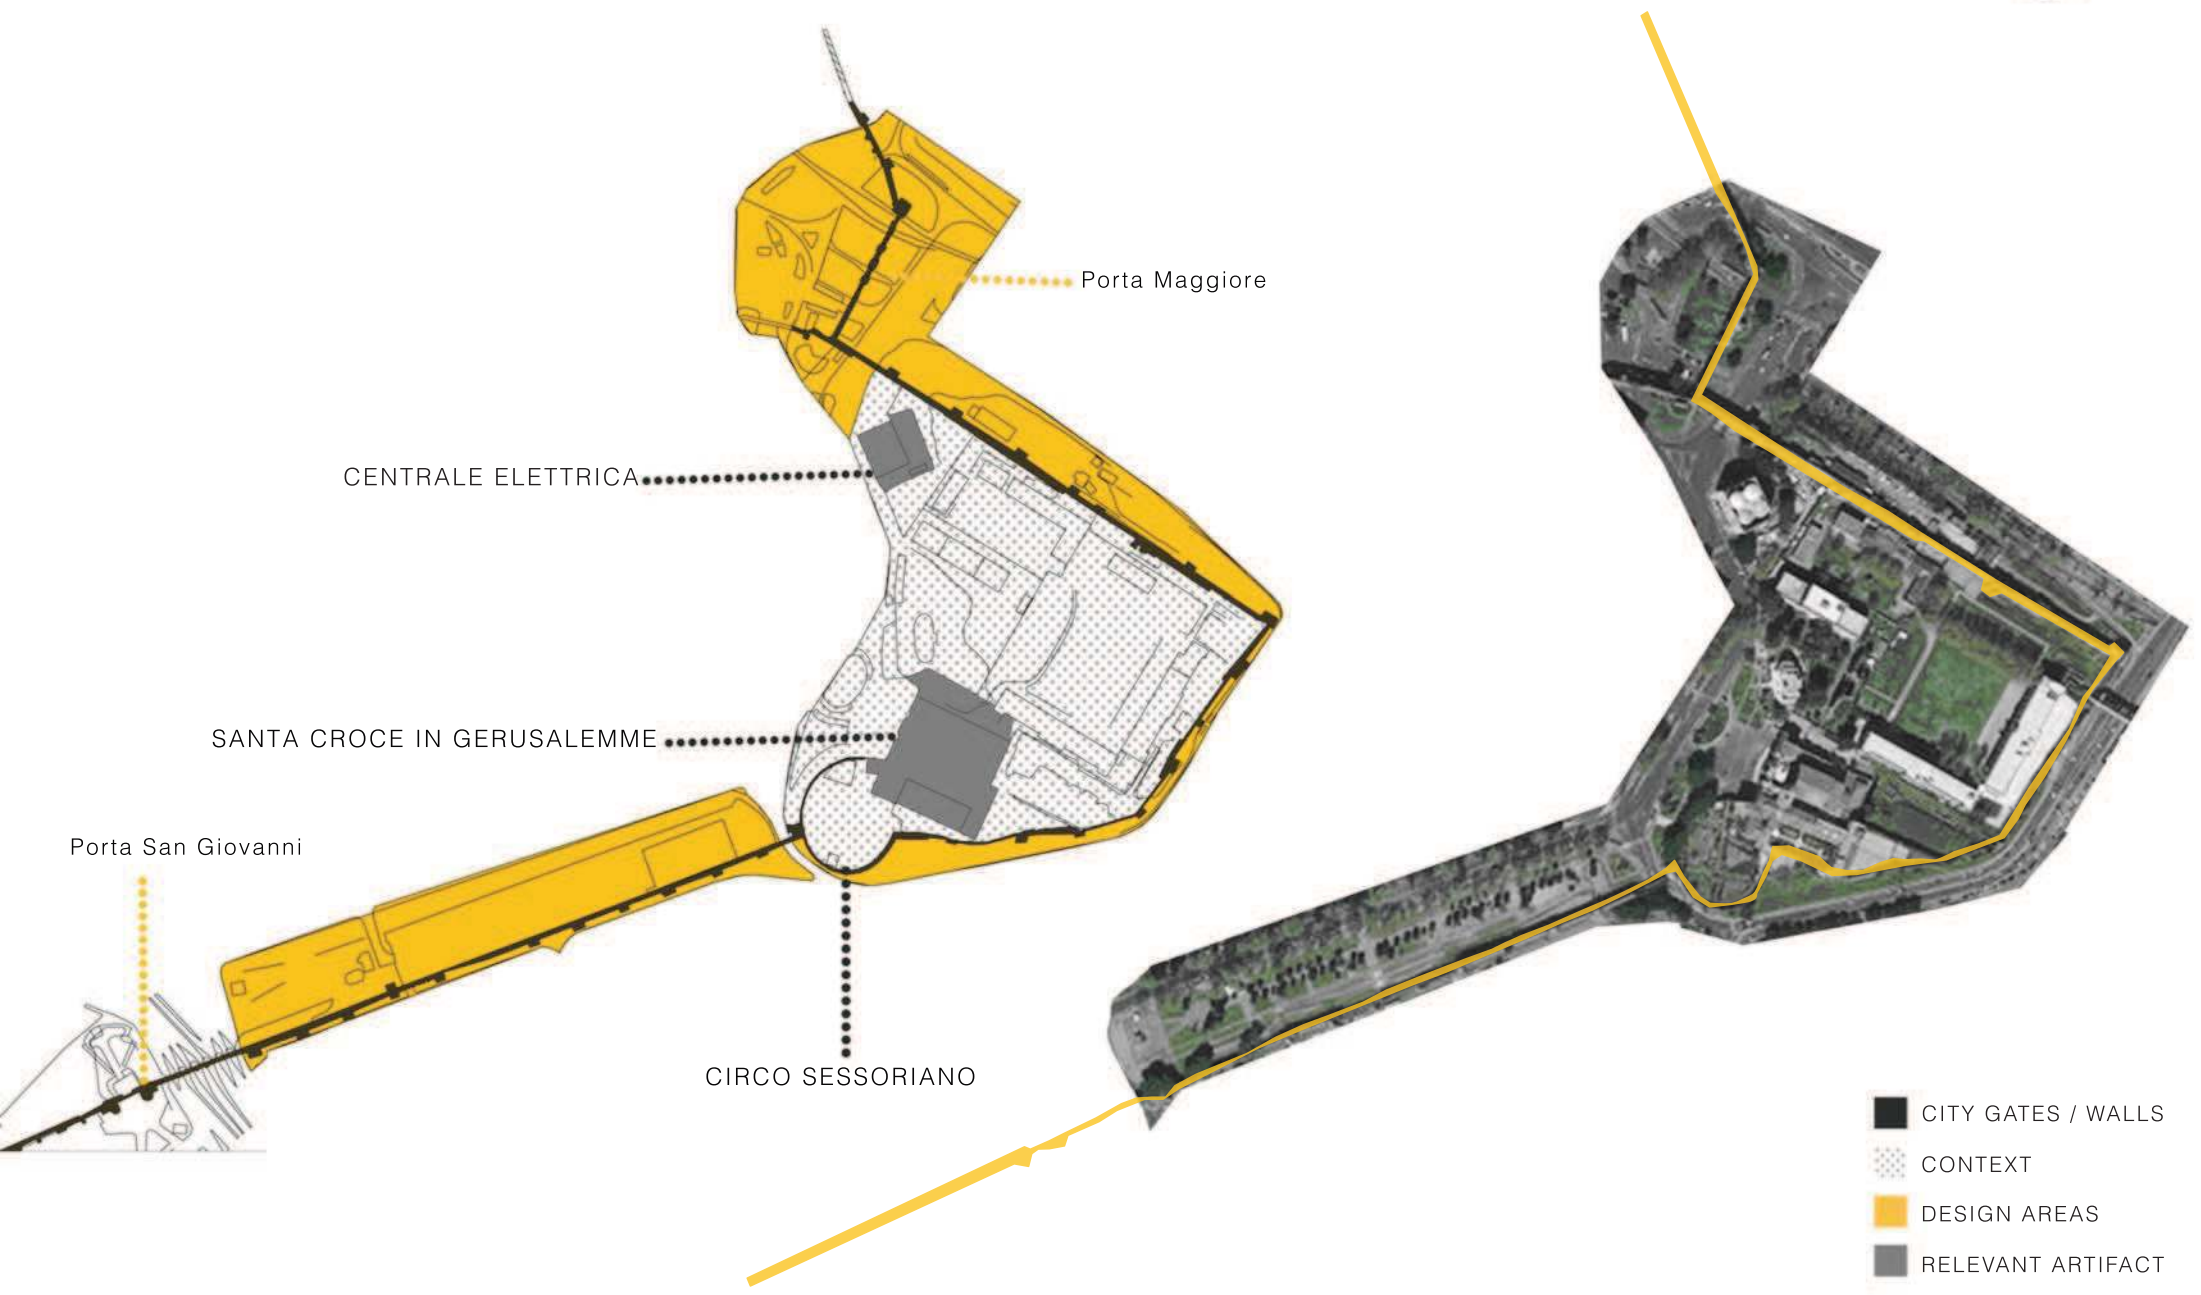 Porta Maggiore
CENTRALE ELETTRICA
SANTA CROCE IN GERUSALEMME
Porta San Giovanni
CIRCO SESSORIANO
CITY GATES / WALLS
CONTEXT
DESIGN AREAS
RELEVANT ARTIFACT